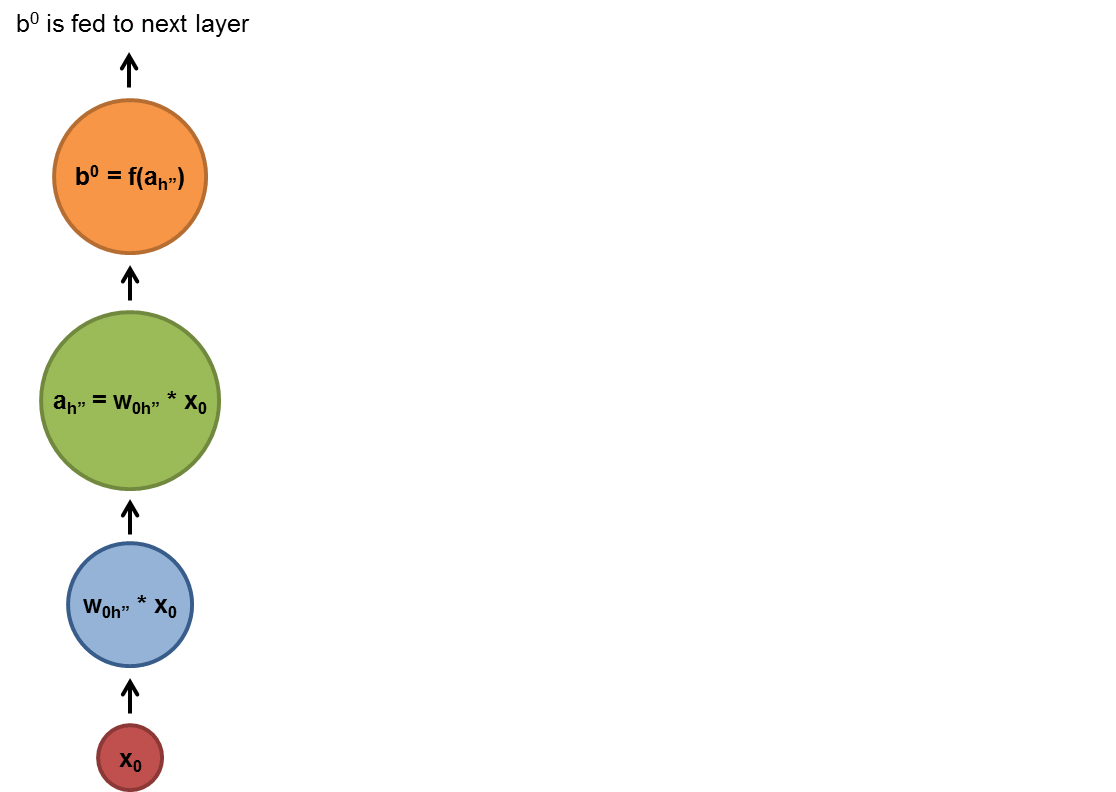 b⁰ is fed to next layer
b⁰ = f(aₕ”)
aₕ” = w₀ₕ” * x₀
w₀ₕ” * x₀
x₀